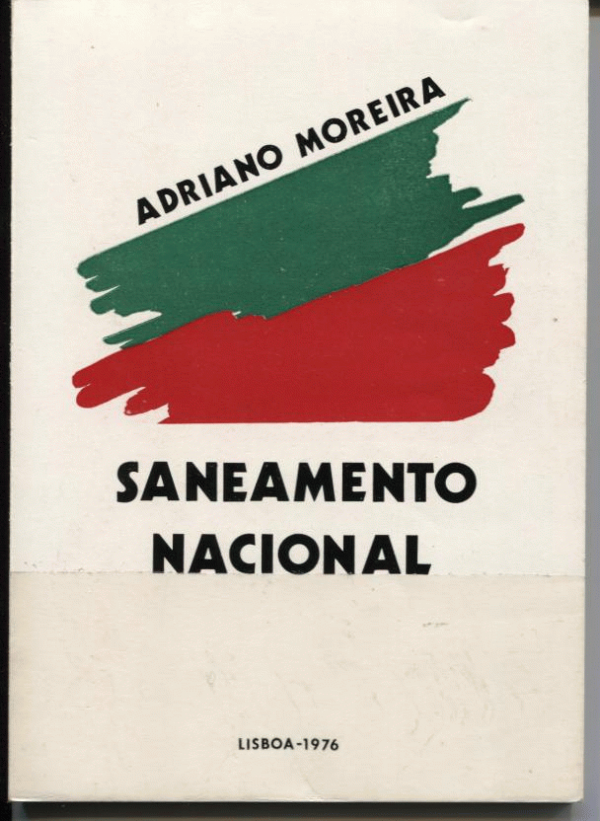 ADRIANO MOREIRA
SANEAMENTO
NACIONAL
LISBOA-1976